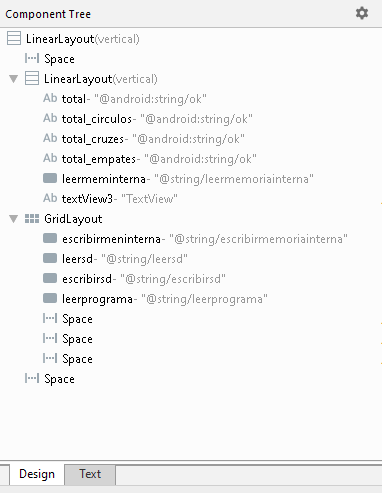 Component Tree
LinearLayout(vertical)
Space
LinearLayout(vertical)
Ab total- "@android:string/ok"
Ab total_circulos- "@android:string/ok"
Ab total_cruzes- "@android:string/ok"
Ab total_empates- "@android:string/ok"
leermeminterna- "@string/leermemoriainterna"
Ab textView3- "TextView"
GridLayout
escribirmeninterna- "@string/escribirmemoriainterna"
leersd- "@string/leersd"
escribirsd- "@string/escribirsd"
leerprograma- "@string/leerprograma"
Space
Space
Space
Space
Design Text